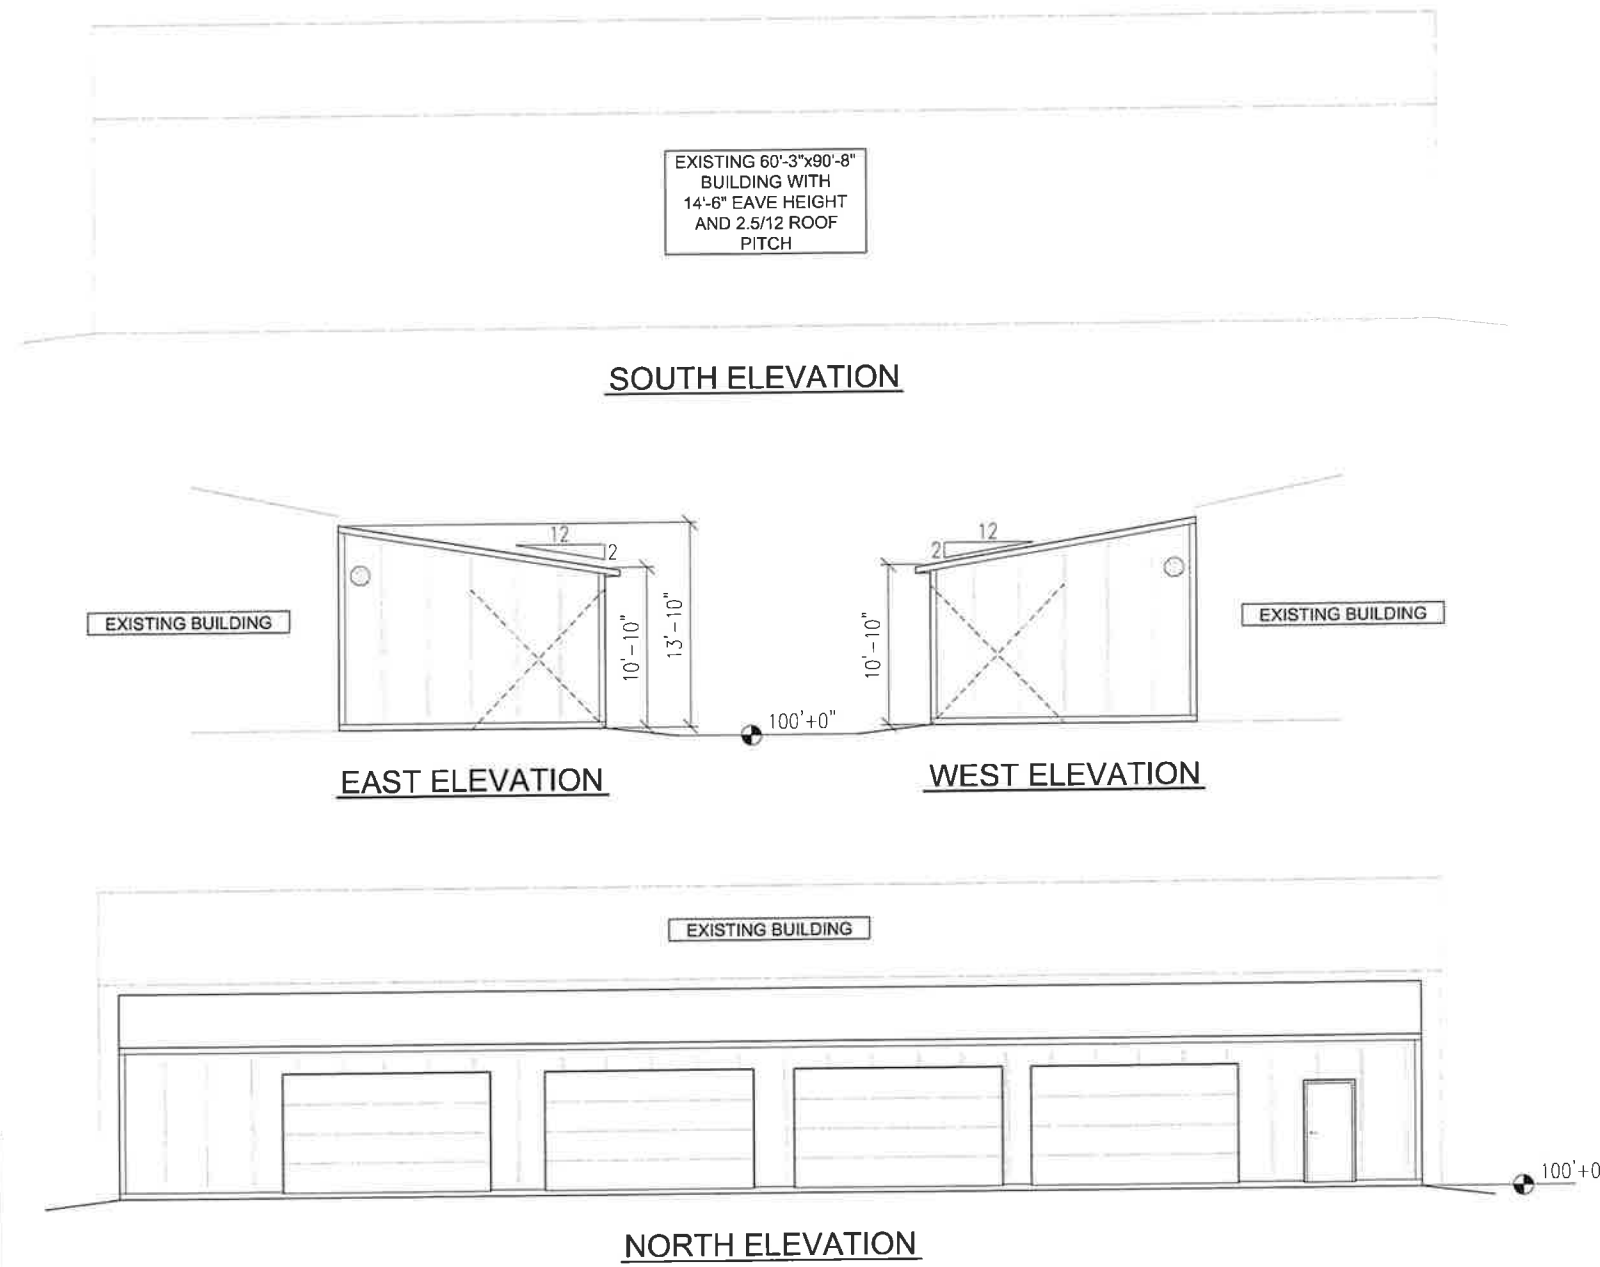 EXISTING 60'-3"x90'-8"
BUILDING WITH
14'-6" EAVE HEIGHT
AND 2.5/12 ROOF
PITCH
SOUTH ELEVATION
12
2
EXISTING BUILDING
10'-10"
13'-10"
100'+0"
EAST ELEVATION
12
2
10'-10"
EXISTING BUILDING
WEST ELEVATION
EXISTING BUILDING
100'+0
NORTH ELEVATION